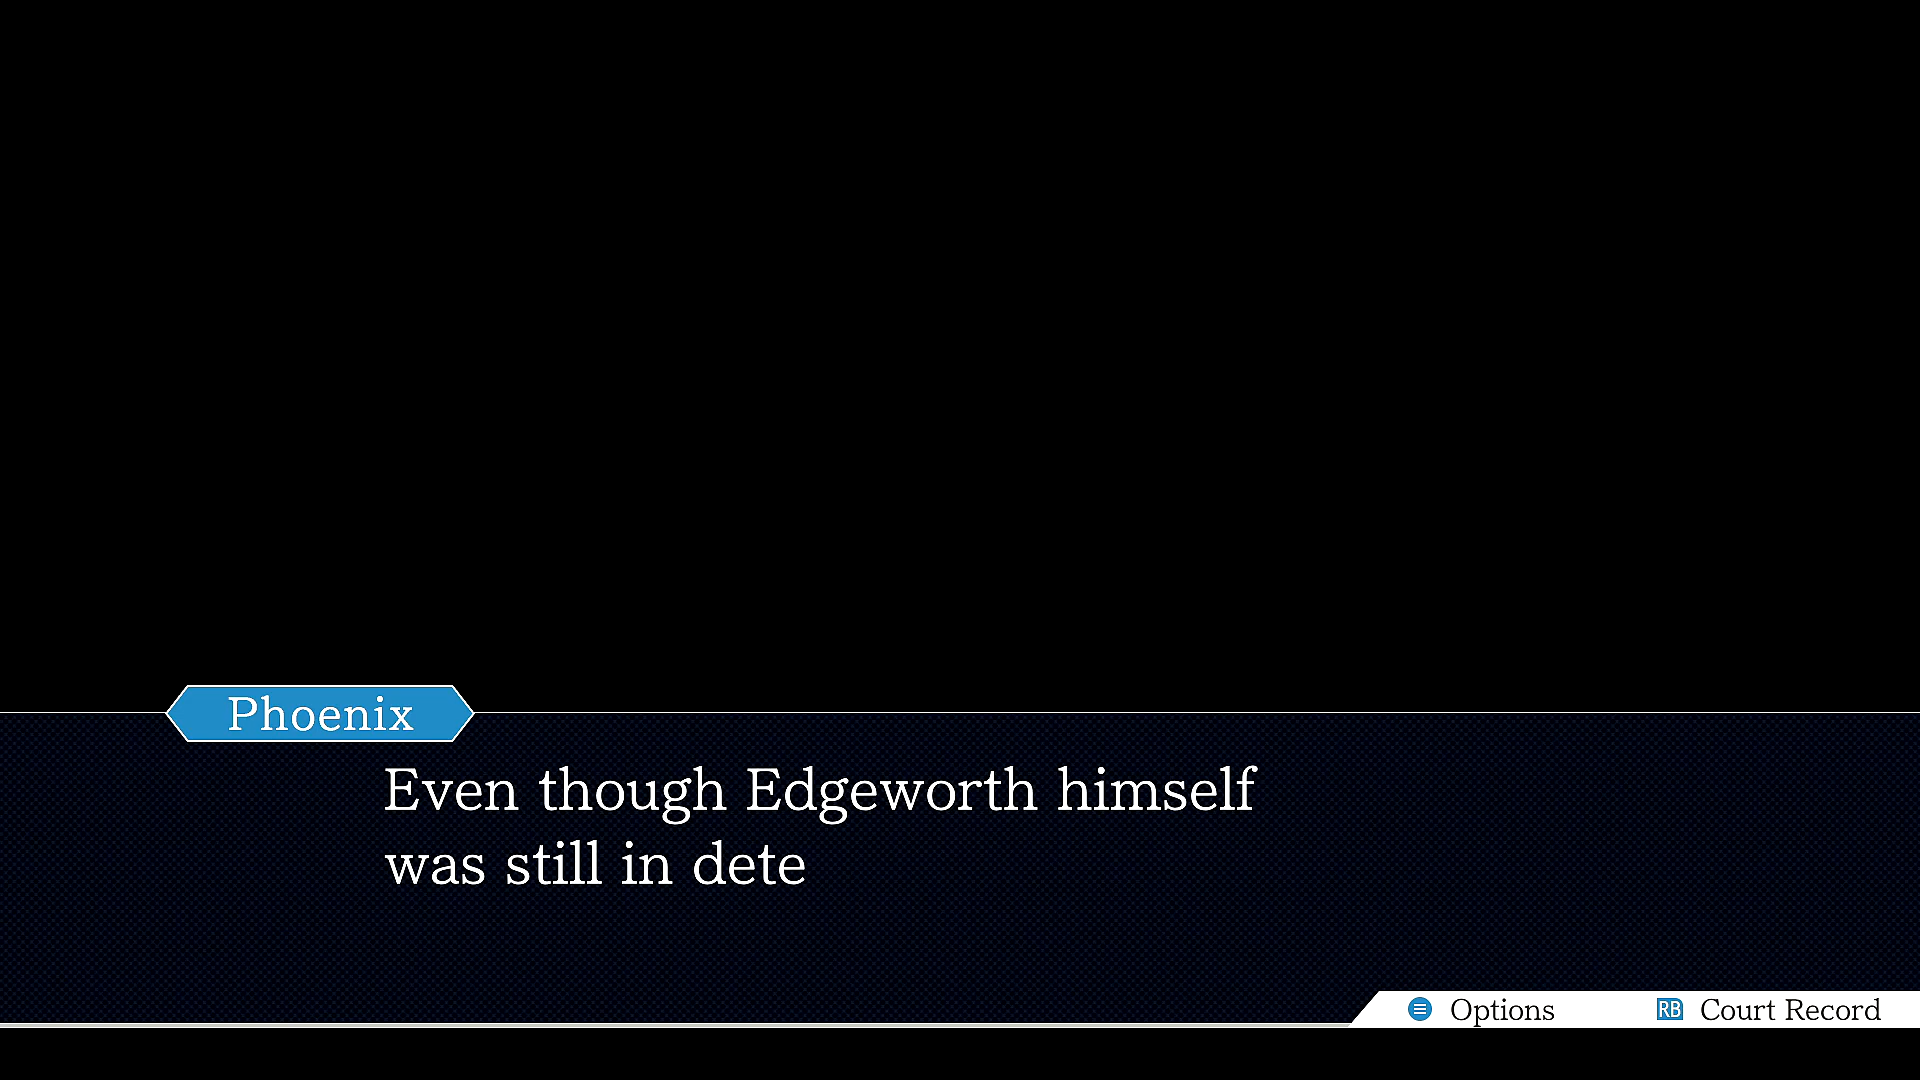 Phoenix
Even though Edgeworth himself
was still in dete
Options
RB Court Record